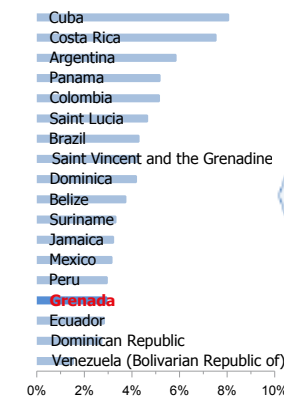 Cuba
Costa Rica
Argentina
Panama
Colombia
Saint Lucia
Brazil
Saint Vincent and the Grenadine
Dominica
Belize
Suriname
Jamaica
Mexico
Peru
Grenada
Ecuador
Dominican Republic
Venezuela (Bolivarian Republic of)
0% 2% 4% 6% 8% 10%